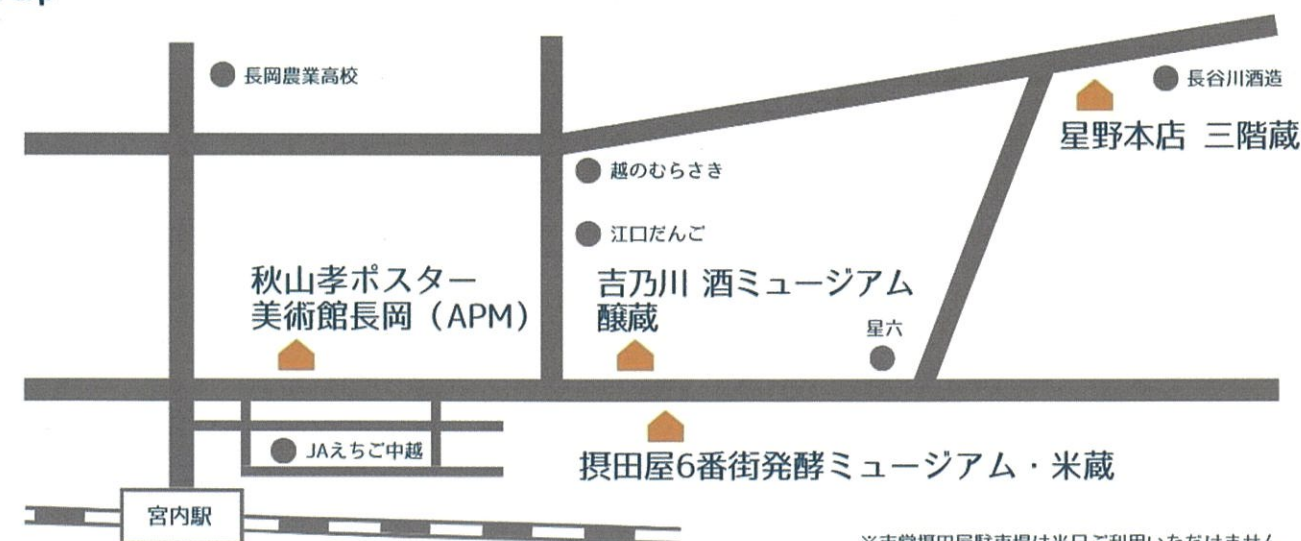 長岡農業高校
長谷川酒造
星野本店 三階蔵
越のむらさき
江口だんご
秋山孝ポスター
美術館長岡（APM）
吉乃川 酒ミュージアム
醸蔵
星六
JAえちご中越
摂田屋6番街発酵ミュージアム・米蔵
宮内駅